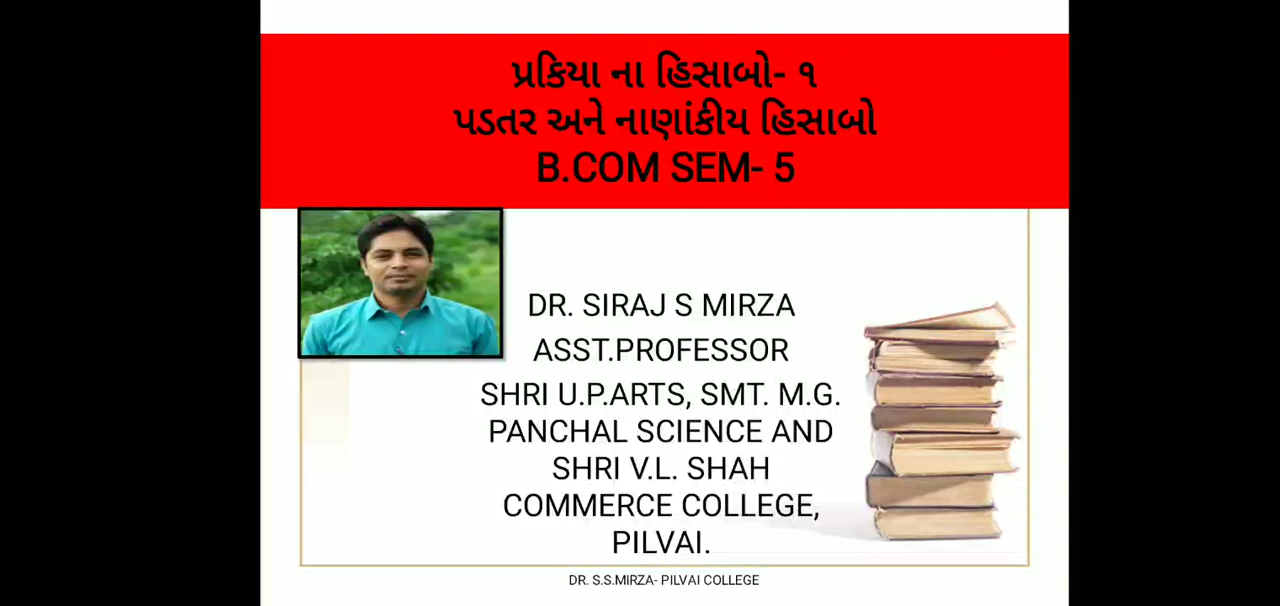 પ્રકિયા ના હિસાબો- ૧
પડતર અને નાણાંકીય હિસાબો
B.COM SEM- 5
DR. SIRAJ S MIRZA
ASST.PROFESSOR
SHRI U.P.ARTS, SMT. M.G.
PANCHAL SCIENCE AND
SHRI V.L. SHAH
COMMERCE COLLEGE,
PILVAI.
DR. S.S.MIRZA- PILVAI COLLEGE